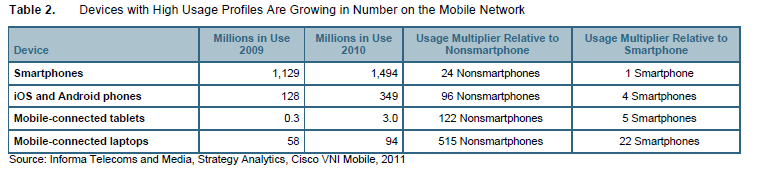 Table 2. Devices with High Usage Profiles Are Growing in Number on the Mobile Network
Device Millions in Use 2009 Millions in Use 2010 Usage Multiplier Relative to Nonsmartphone Usage Multiplier Relative to Smartphone
Smartphones 1,129 1,494 24 Nonsmartphones 1 Smartphone
iOS and Android phones 128 349 96 Nonsmartphones 4 Smartphones
Mobile-connected tablets 0.3 3.0 122 Nonsmartphones 5 Smartphones
Mobile-connected laptops 58 94 515 Nonsmartphones 22 Smartphones
Source: Informa Telecoms and Media, Strategy Analytics, Cisco VNI Mobile, 2011